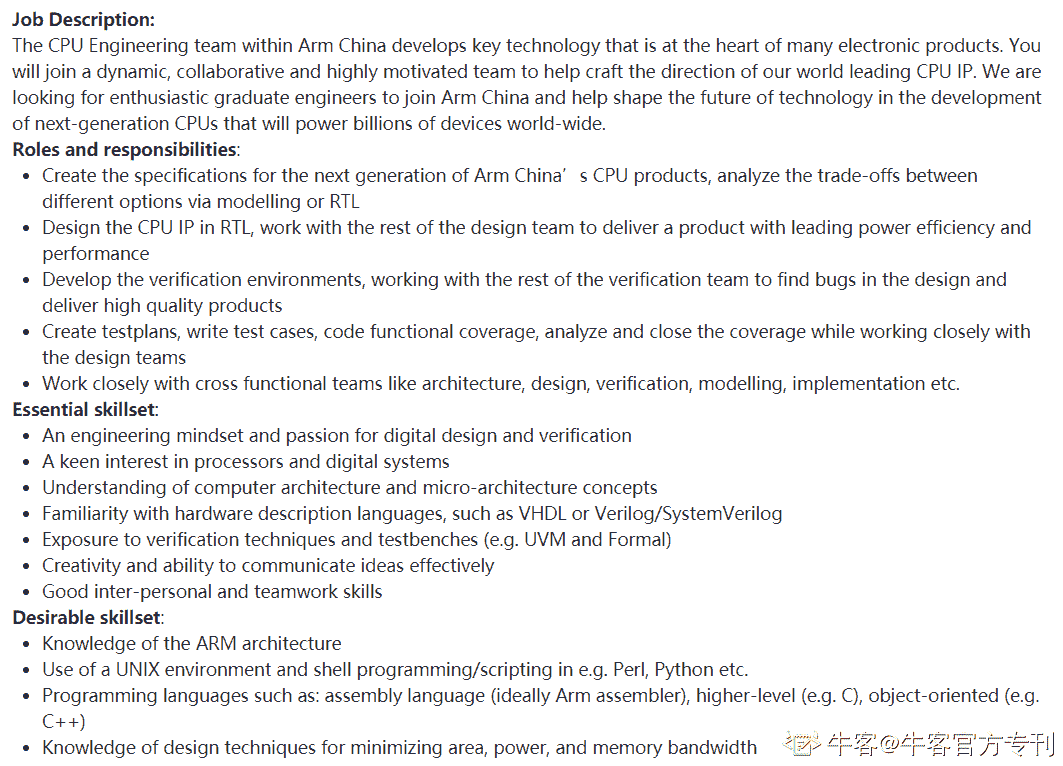 Job Description:
The CPU Engineering team within Arm China develops key technology that is at the heart of many electronic products. You
will join a dynamic, collaborative and highly motivated team to help craft the direction of our world leading CPU IP. We are
looking for enthusiastic graduate engineers to join Arm China and help shape the future of technology in the development
of next-generation CPUs that will power billions of devices world-wide.
Roles and responsibilities:
• Create the specifications for the next generation of Arm China’s CPU products, analyze the trade-offs between
different options via modelling or RTL
• Design the CPU IP in RTL, work with the rest of the design team to deliver a product with leading power efficiency and
performance
• Develop the verification environments, working with the rest of the verification team to find bugs in the design and
deliver high quality products
• Create testplans, write test cases, code functional coverage, analyze and close the coverage while working closely with
the design teams
• Work closely with cross functional teams like architecture, design, verification, modelling, implementation etc.
Essential skillset:
• An engineering mindset and passion for digital design and verification
• A keen interest in processors and digital systems
• Understanding of computer architecture and micro-architecture concepts
• Familiarity with hardware description languages, such as VHDL or Verilog/SystemVerilog
• Exposure to verification techniques and testbenches (e.g. UVM and Formal)
• Creativity and ability to communicate ideas effectively
• Good inter-personal and teamwork skills
Desirable skillset:
• Knowledge of the ARM architecture
• Use of a UNIX environment and shell programming/scripting in e.g. Perl, Python etc.
• Programming languages such as: assembly language (ideally Arm assembler), higher-level (e.g. C), object-oriented (e.g.
C++)
• Knowledge of design techniques for minimizing area, power, and memory bandwidth
牛客@牛客官方专刊